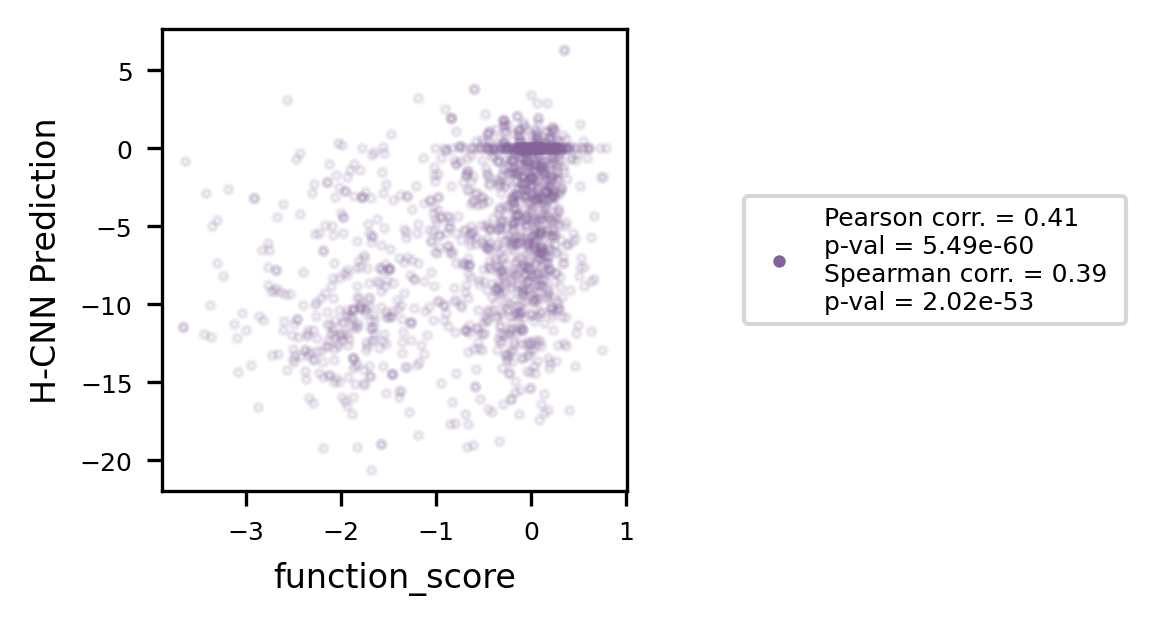 5
0
−5
−10
−15
−20
H-CNN Prediction
−3
−2
−1
0
1
function_score
Pearson corr. = 0.41
p-val = 5.49e-60
Spearman corr. = 0.39
p-val = 2.02e-53